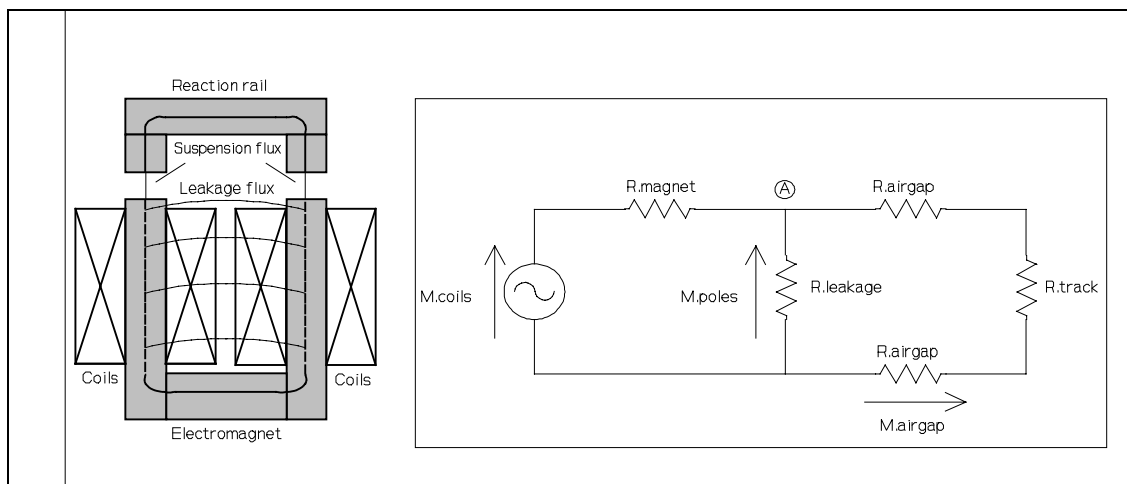 Reaction rail
Suspension flux
Leakage flux
Coils
Coils
Electromagnet
R.magnet
A
R.airgap
M.coils
M.poles
R.leakage
R.track
R.airgap
M.airgap